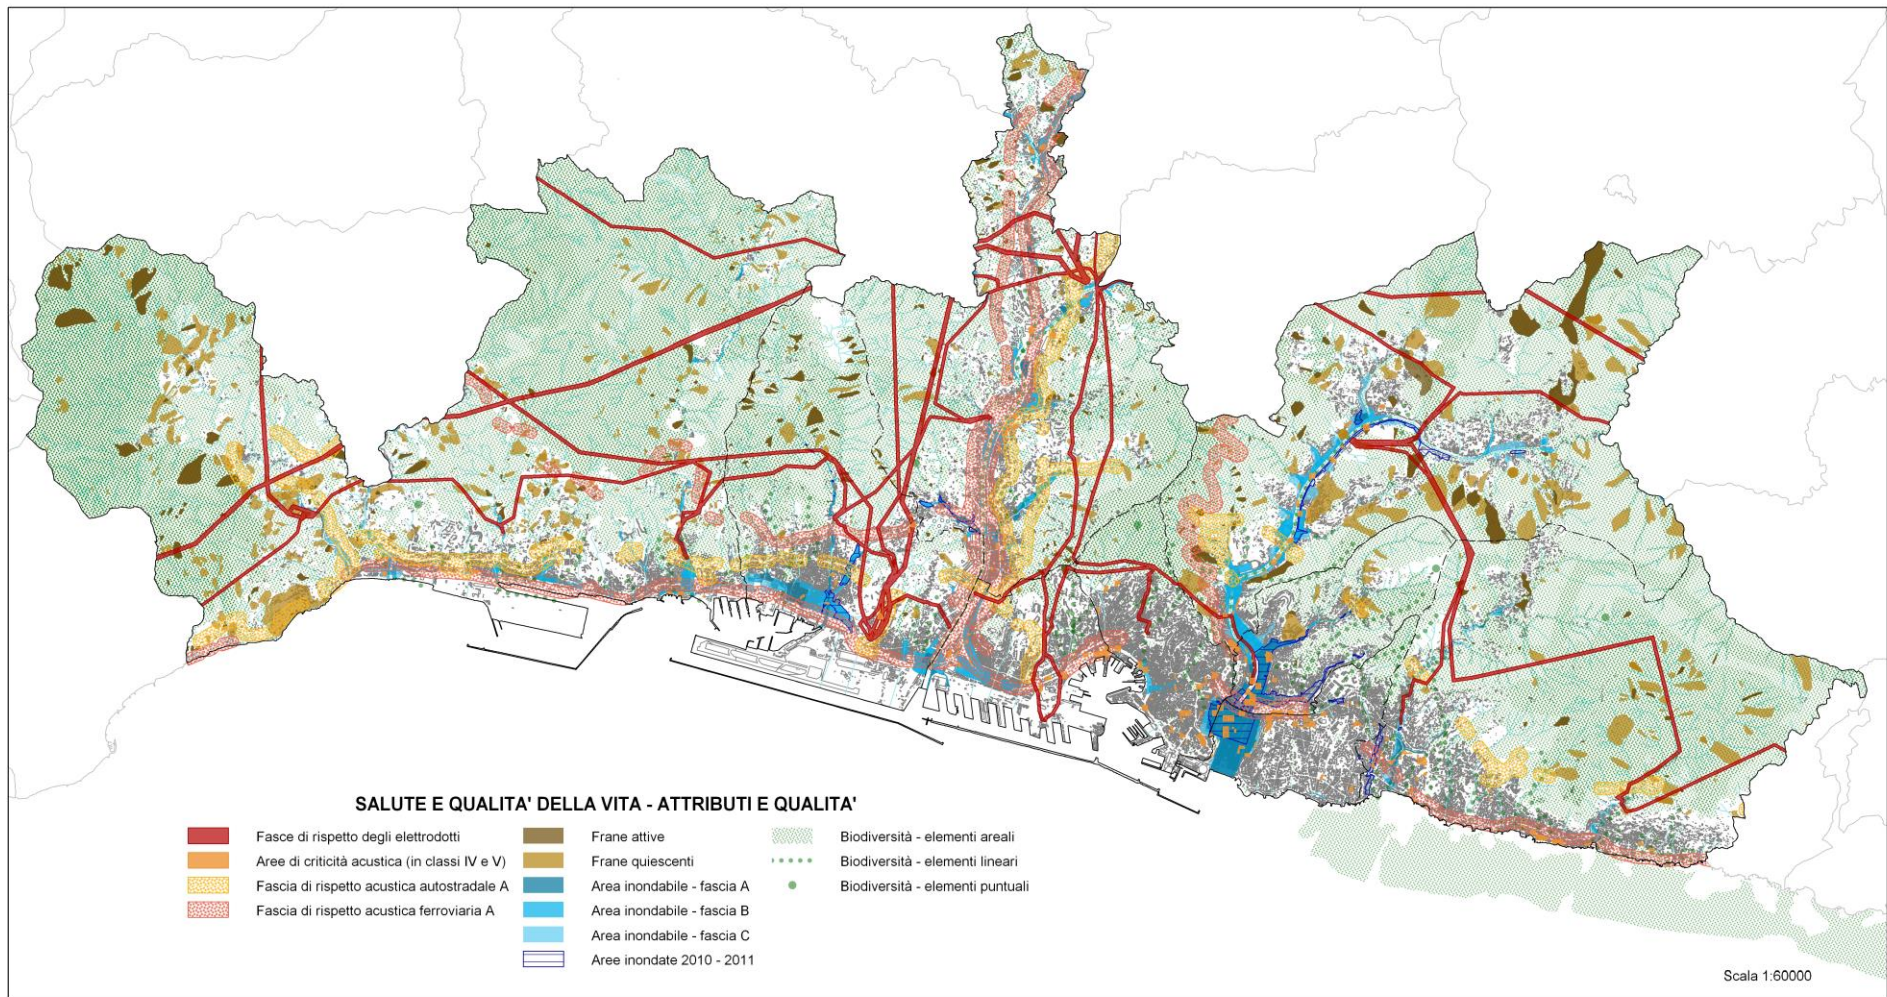 SALUTE E QUALITA' DELLA VITA - ATTRIBUTI E QUALITA'
Fasce di rispetto degli elettrodotti
Aree di criticità acustica (in classi IV e V)
Fascia di rispetto acustica autostradale A
Fascia di rispetto acustica ferroviaria A
Frane attive
Frane quiescenti
Area inondabile - fascia A
Area inondabile - fascia B
Area inondabile - fascia C
Aree inondate 2010 - 2011
Biodiversità - elementi areali
Biodiversità - elementi lineari
Biodiversità - elementi puntuali
Scala 1:60000